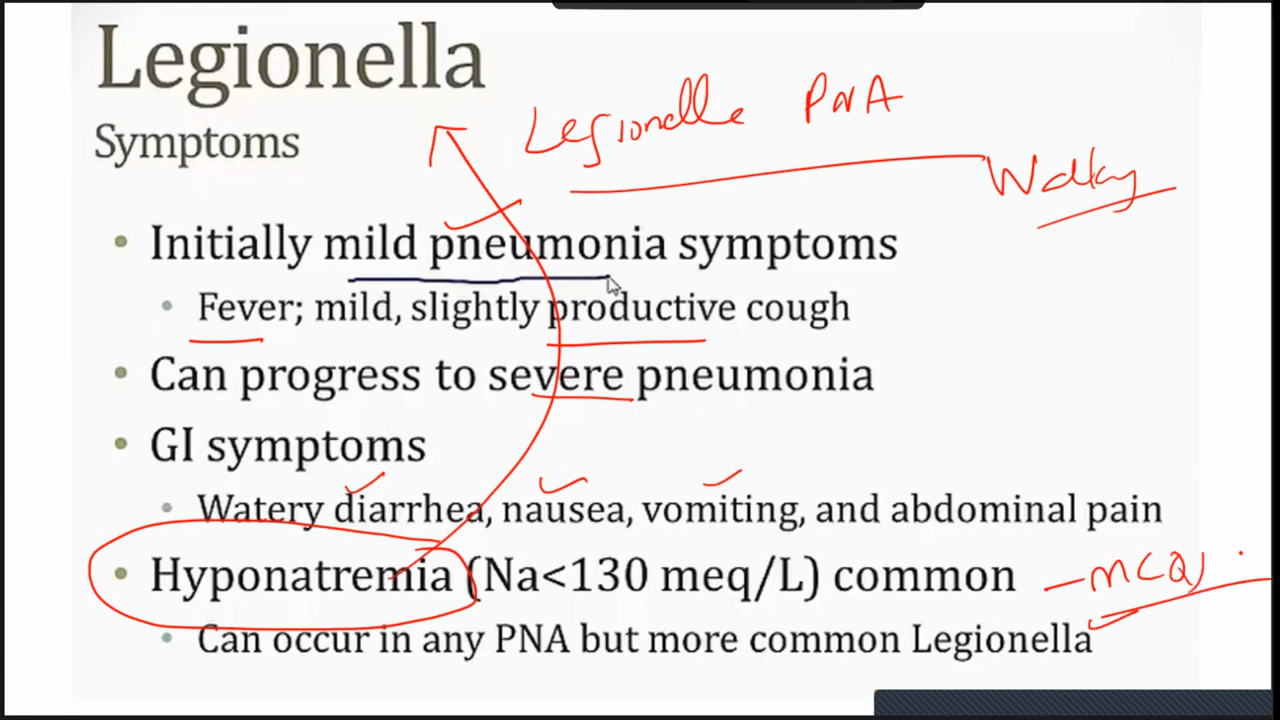 Legionella
Legionelle PNA
Symptoms
Initially mild pneumonia symptoms
Fever; mild, slightly productive cough
Can progress to severe pneumonia
GI symptoms
Watery diarrhea, nausea, vomiting, and abdominal pain
Hyponatremia (Na<130 meq/L) common
MCQ
Can occur in any PNA but more common Legionella